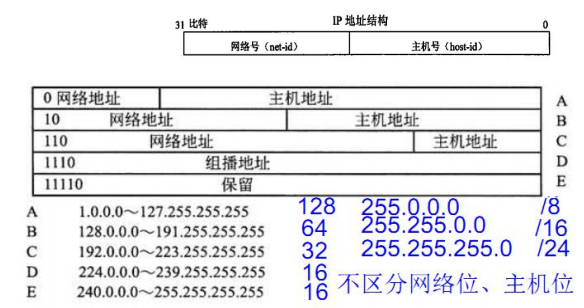 31 比特 IP 地址结构 0
网络号（net-id） 主机号（host-id）
0 网络地址 主机地址 A
10 网络地址 主机地址 B
110 网络地址 主机地址 C
1110 组播地址 D
11110 保留 E
A 1.0.0.0～127.255.255.255 128 255.0.0.0 /8
B 128.0.0.0～191.255.255.255 64 255.255.0.0 /16
C 192.0.0.0～223.255.255.255 32 255.255.255.0 /24
D 224.0.0.0～239.255.255.255 16 不区分网络位、主机位
E 240.0.0.0～255.255.255.255 16